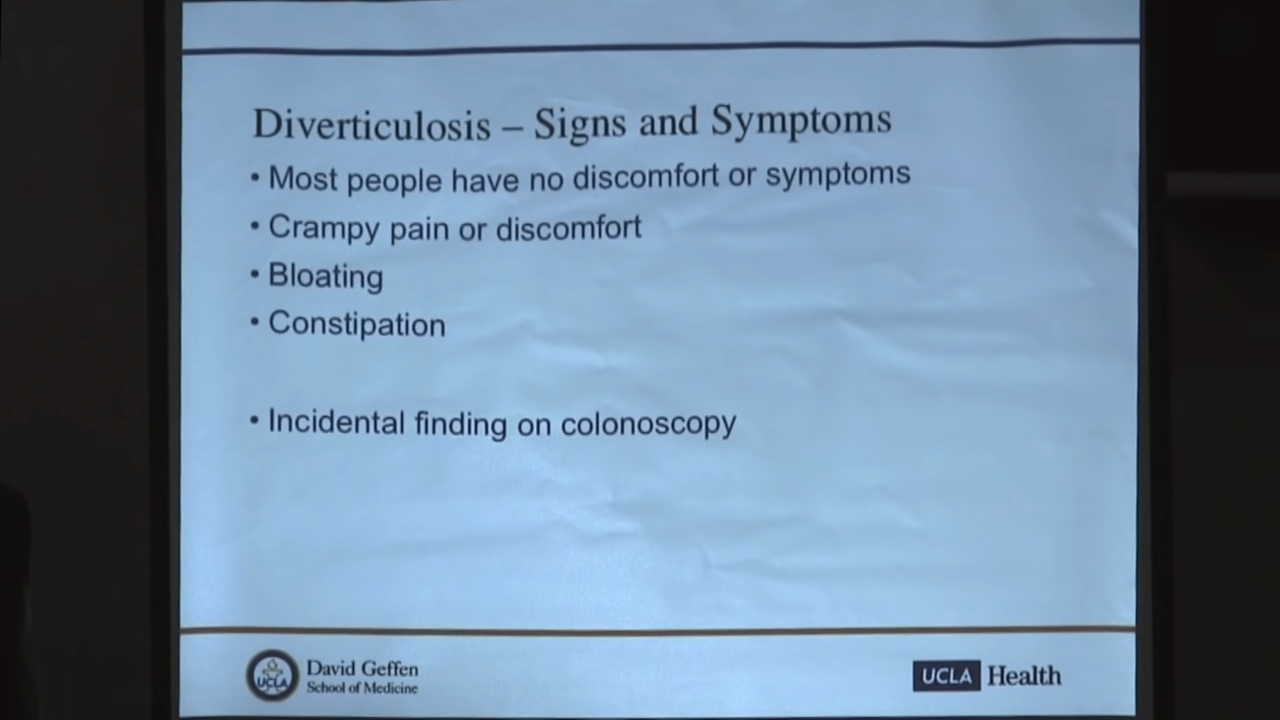 Diverticulosis – Signs and Symptoms
• Most people have no discomfort or symptoms
• Crampy pain or discomfort
• Bloating
• Constipation
• Incidental finding on colonoscopy
UCLA
David Geffen
School of Medicine
UCLA Health